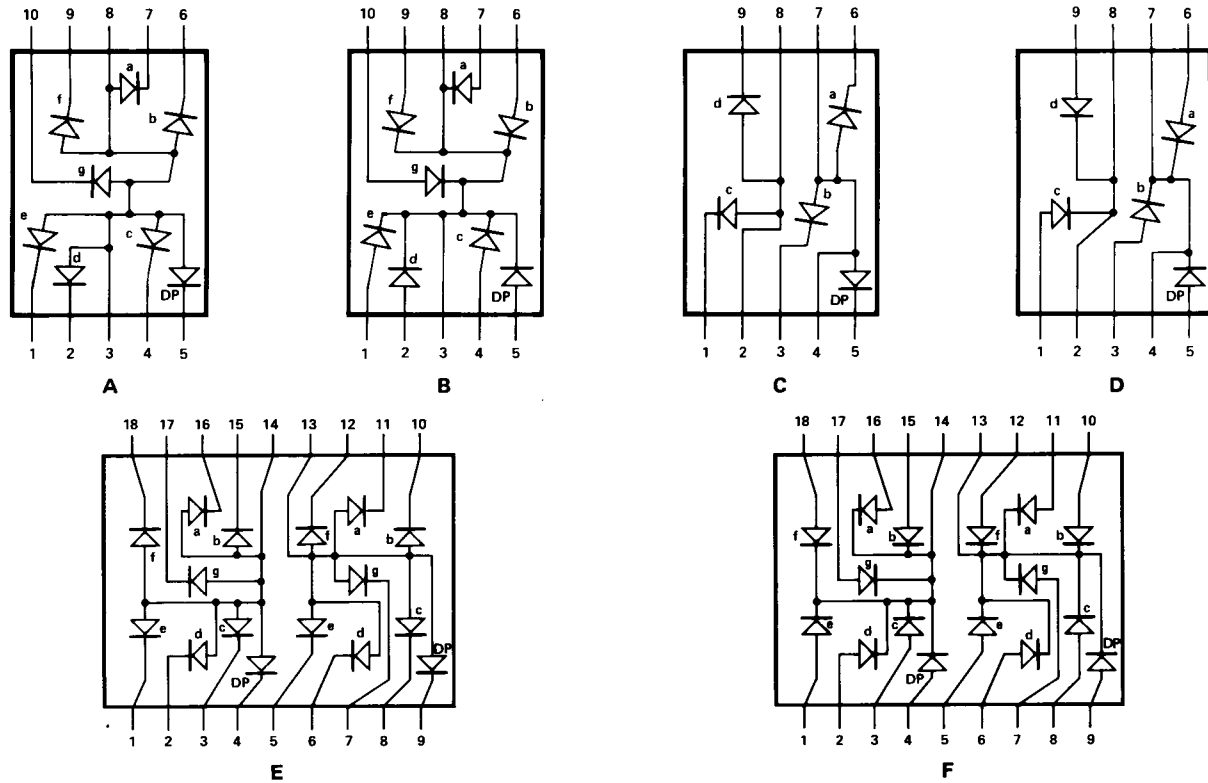 10 9 8 7 6
a
f
b
g
e
c
d
DP
1 2 3 4 5
A
10 9 8 7 6
a
f
b
g
e
c
d
DP
1 2 3 4 5
B
9 8 7 6
d
a
c
b
DP
1 2 3 4 5
C
9 8 7 6
d
a
c
b
DP
1 2 3 4 5
D
18 17 16 15 14 13 12 11 10
a a
f b f b
g g
e d c e d c
DP DP
1 2 3 4 5 6 7 8 9
E
18 17 16 15 14 13 12 11 10
a a
f b f b
g g
e d c e d c
DP DP
1 2 3 4 5 6 7 8 9
F